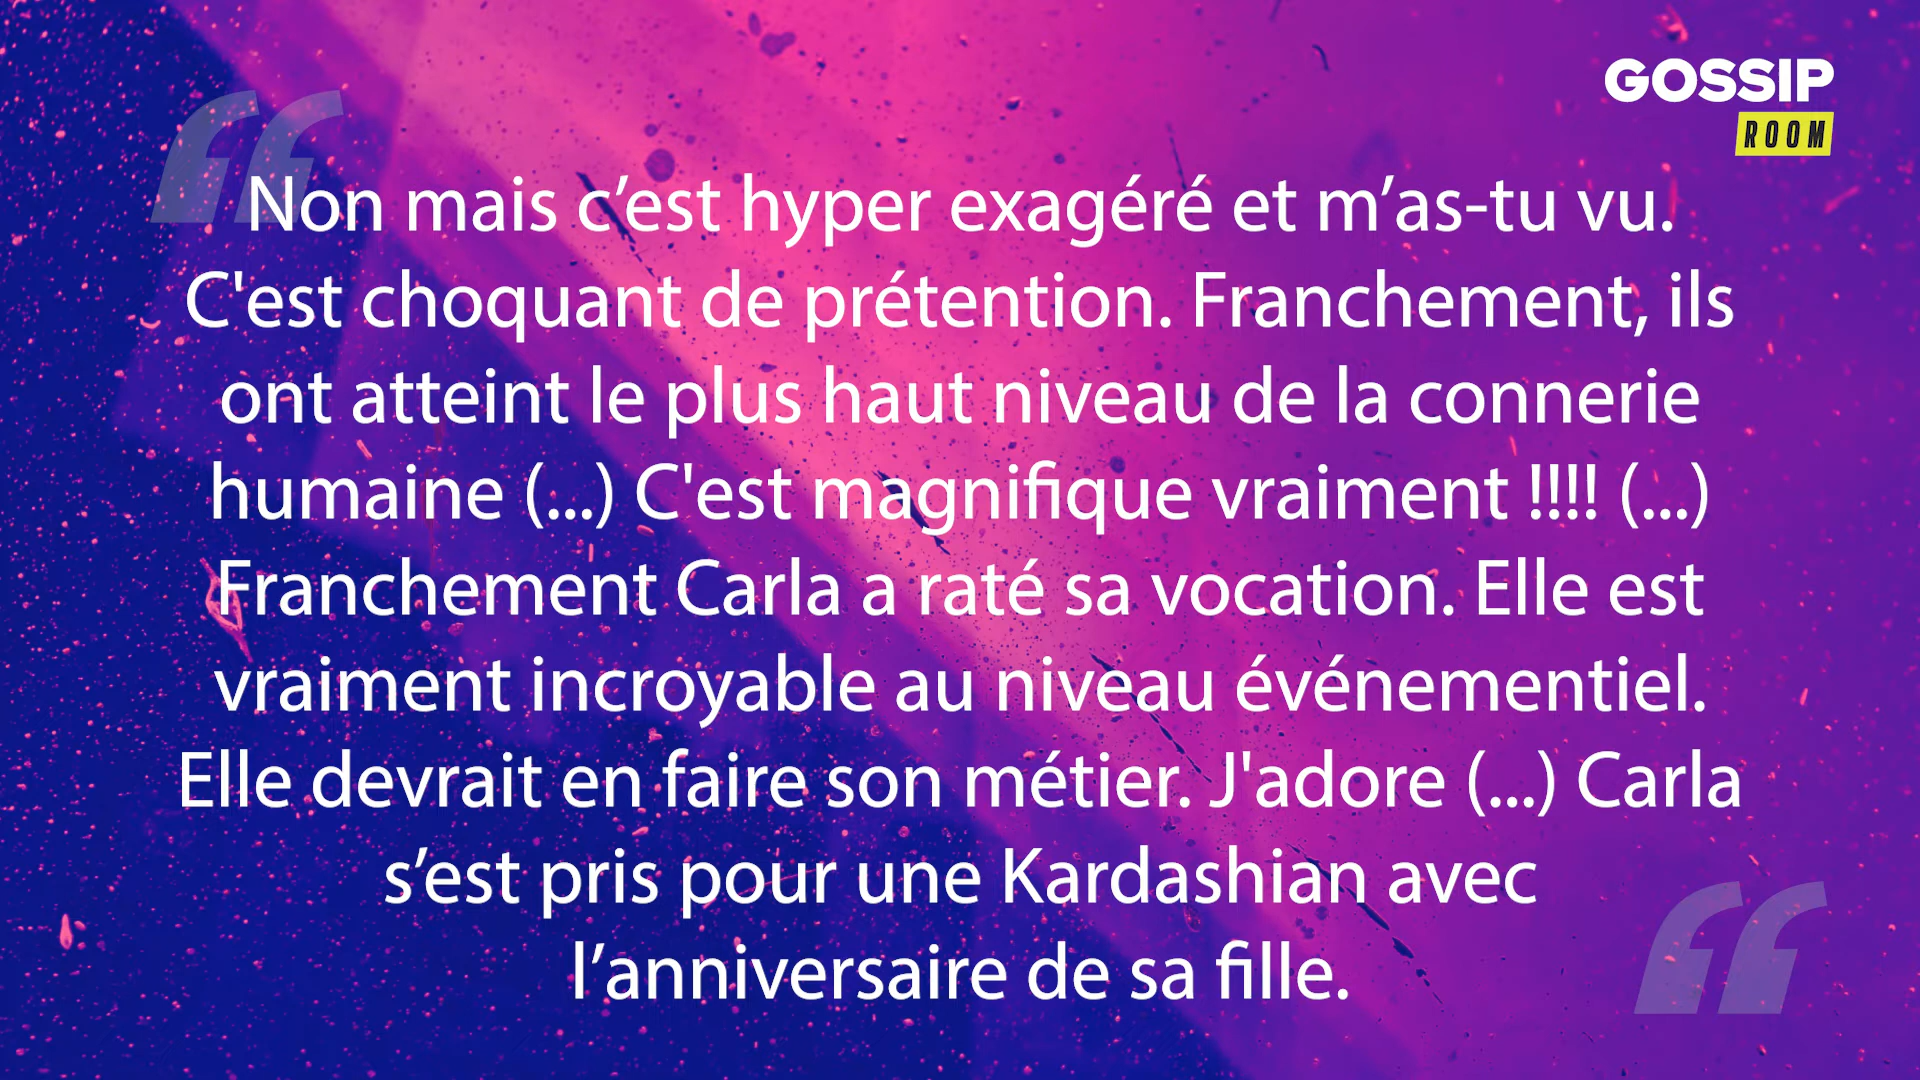 GOSSIP
ROOM
Non mais c’est hyper exagéré et m’as-tu vu.
C'est choquant de prétention. Franchement, ils
ont atteint le plus haut niveau de la connerie
humaine (...) C'est magnifique vraiment !!!! (...)
Franchement Carla a raté sa vocation. Elle est
vraiment incroyable au niveau événementiel.
Elle devrait en faire son métier. J'adore (...) Carla
s’est pris pour une Kardashian avec
l’anniversaire de sa fille.